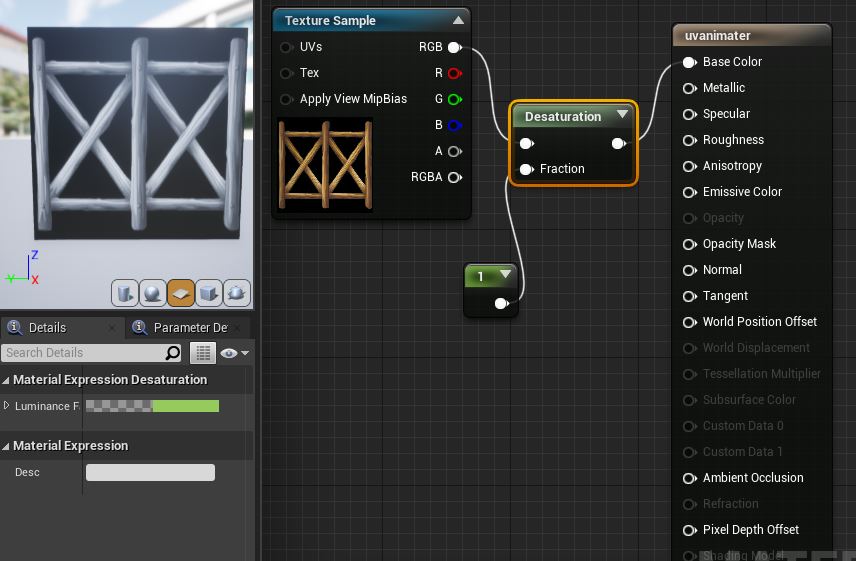 Z
Y
X
Details
Parameter De
Search Details
Material Expression Desaturation
Luminance F
Material Expression
Desc
Texture Sample
UVs
RGB
Tex
R
Apply View MipBias
G
B
A
RGBA
Desaturation
Fraction
1
uvanimater
Base Color
Metallic
Specular
Roughness
Anisotropy
Emissive Color
Opacity
Opacity Mask
Normal
Tangent
World Position Offset
World Displacement
Tessellation Multiplier
Subsurface Color
Custom Data 0
Custom Data 1
Ambient Occlusion
Refraction
Pixel Depth Offset
Shading Model